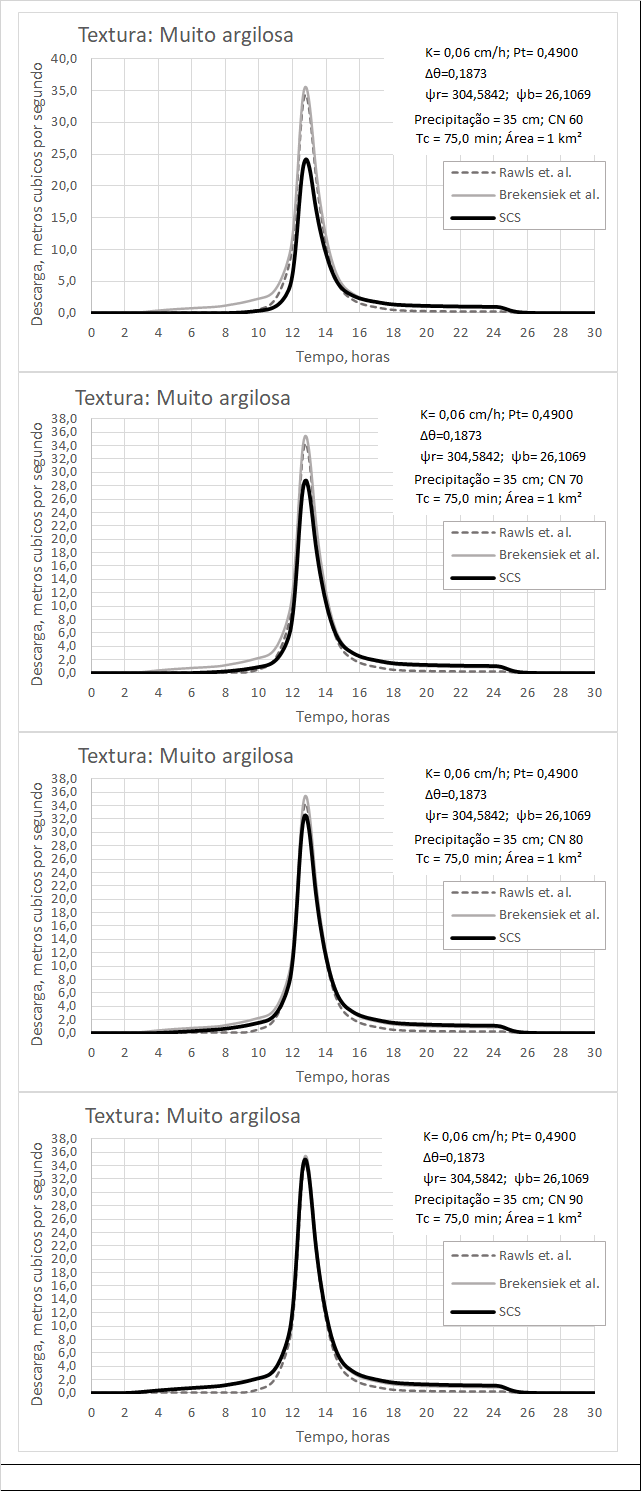 Textura: Muito argilosa
K= 0,06 cm/h; Pt= 0,4900
Δθ=0,1873
ψr= 304,5842; ψb= 26,1069
Precipitação = 35 cm; CN 60
Tc = 75,0 min; Área = 1 km²
Rawls et. al.
Brekensiek et al.
SCS
Descarga, metros cubicos por segundo
40,0
35,0
30,0
25,0
20,0
15,0
10,0
5,0
0,0
0 2 4 6 8 10 12 14 16 18 20 22 24 26 28 30
Tempo, horas
Textura: Muito argilosa
K= 0,06 cm/h; Pt= 0,4900
Δθ=0,1873
ψr= 304,5842; ψb= 26,1069
Precipitação = 35 cm; CN 70
Tc = 75,0 min; Área = 1 km²
Rawls et. al.
Brekensiek et al.
SCS
Descarga, metros cubicos por segundo
38,0
36,0
34,0
32,0
30,0
28,0
26,0
24,0
22,0
20,0
18,0
16,0
14,0
12,0
10,0
8,0
6,0
4,0
2,0
0,0
0 2 4 6 8 10 12 14 16 18 20 22 24 26 28 30
Tempo, horas
Textura: Muito argilosa
K= 0,06 cm/h; Pt= 0,4900
Δθ=0,1873
ψr= 304,5842; ψb= 26,1069
Precipitação = 35 cm; CN 80
Tc = 75,0 min; Área = 1 km²
Rawls et. al.
Brekensiek et al.
SCS
Descarga, metros cubicos por segundo
38,0
36,0
34,0
32,0
30,0
28,0
26,0
24,0
22,0
20,0
18,0
16,0
14,0
12,0
10,0
8,0
6,0
4,0
2,0
0,0
0 2 4 6 8 10 12 14 16 18 20 22 24 26 28 30
Tempo, horas
Textura: Muito argilosa
K= 0,06 cm/h; Pt= 0,4900
Δθ=0,1873
ψr= 304,5842; ψb= 26,1069
Precipitação = 35 cm; CN 90
Tc = 75,0 min; Área = 1 km²
Rawls et. al.
Brekensiek et al.
SCS
Descarga, metros cubicos por segundo
38,0
36,0
34,0
32,0
30,0
28,0
26,0
24,0
22,0
20,0
18,0
16,0
14,0
12,0
10,0
8,0
6,0
4,0
2,0
0,0
0 2 4 6 8 10 12 14 16 18 20 22 24 26 28 30
Tempo, horas